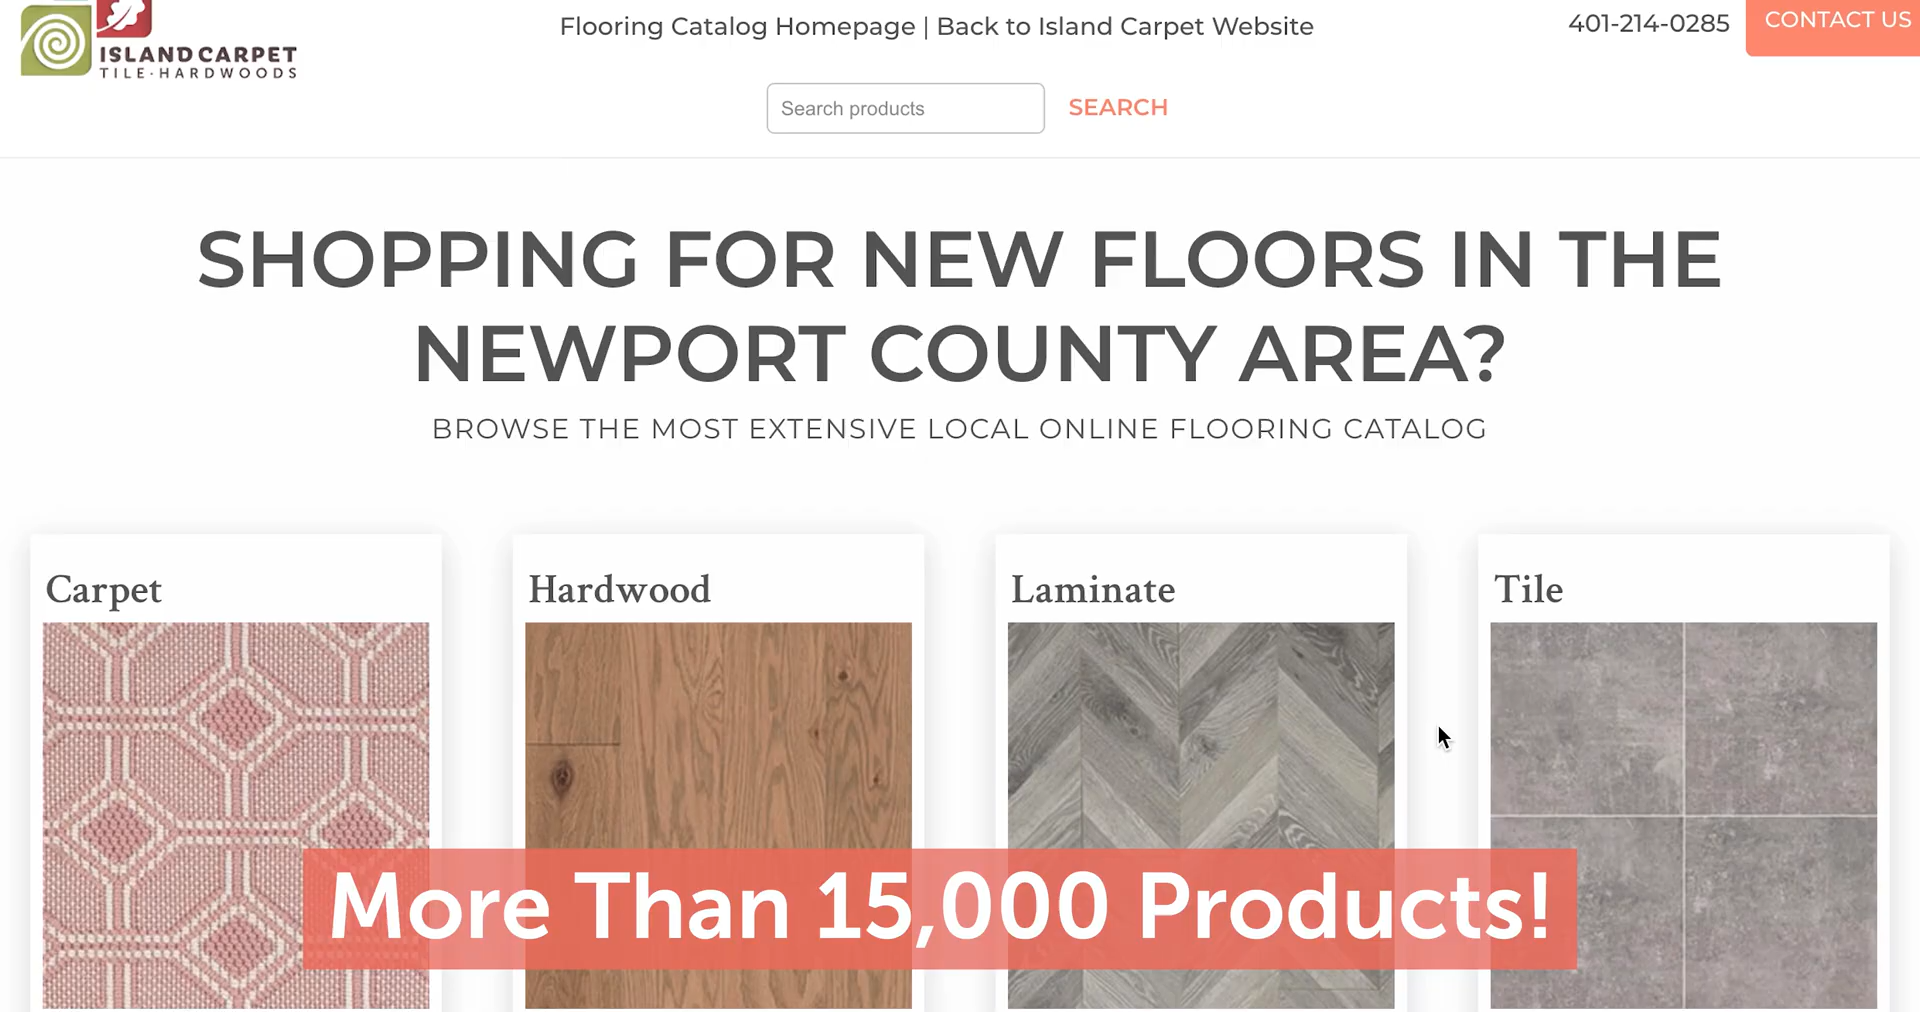 ISLAND CARPET
TILE·HARDWOODS
Flooring Catalog Homepage | Back to Island Carpet Website
401-214-0285
CONTACT US
Search products
SEARCH
SHOPPING FOR NEW FLOORS IN THE
NEWPORT COUNTY AREA?
BROWSE THE MOST EXTENSIVE LOCAL ONLINE FLOORING CATALOG
Carpet
Hardwood
Laminate
Tile
More Than 15,000 Products!